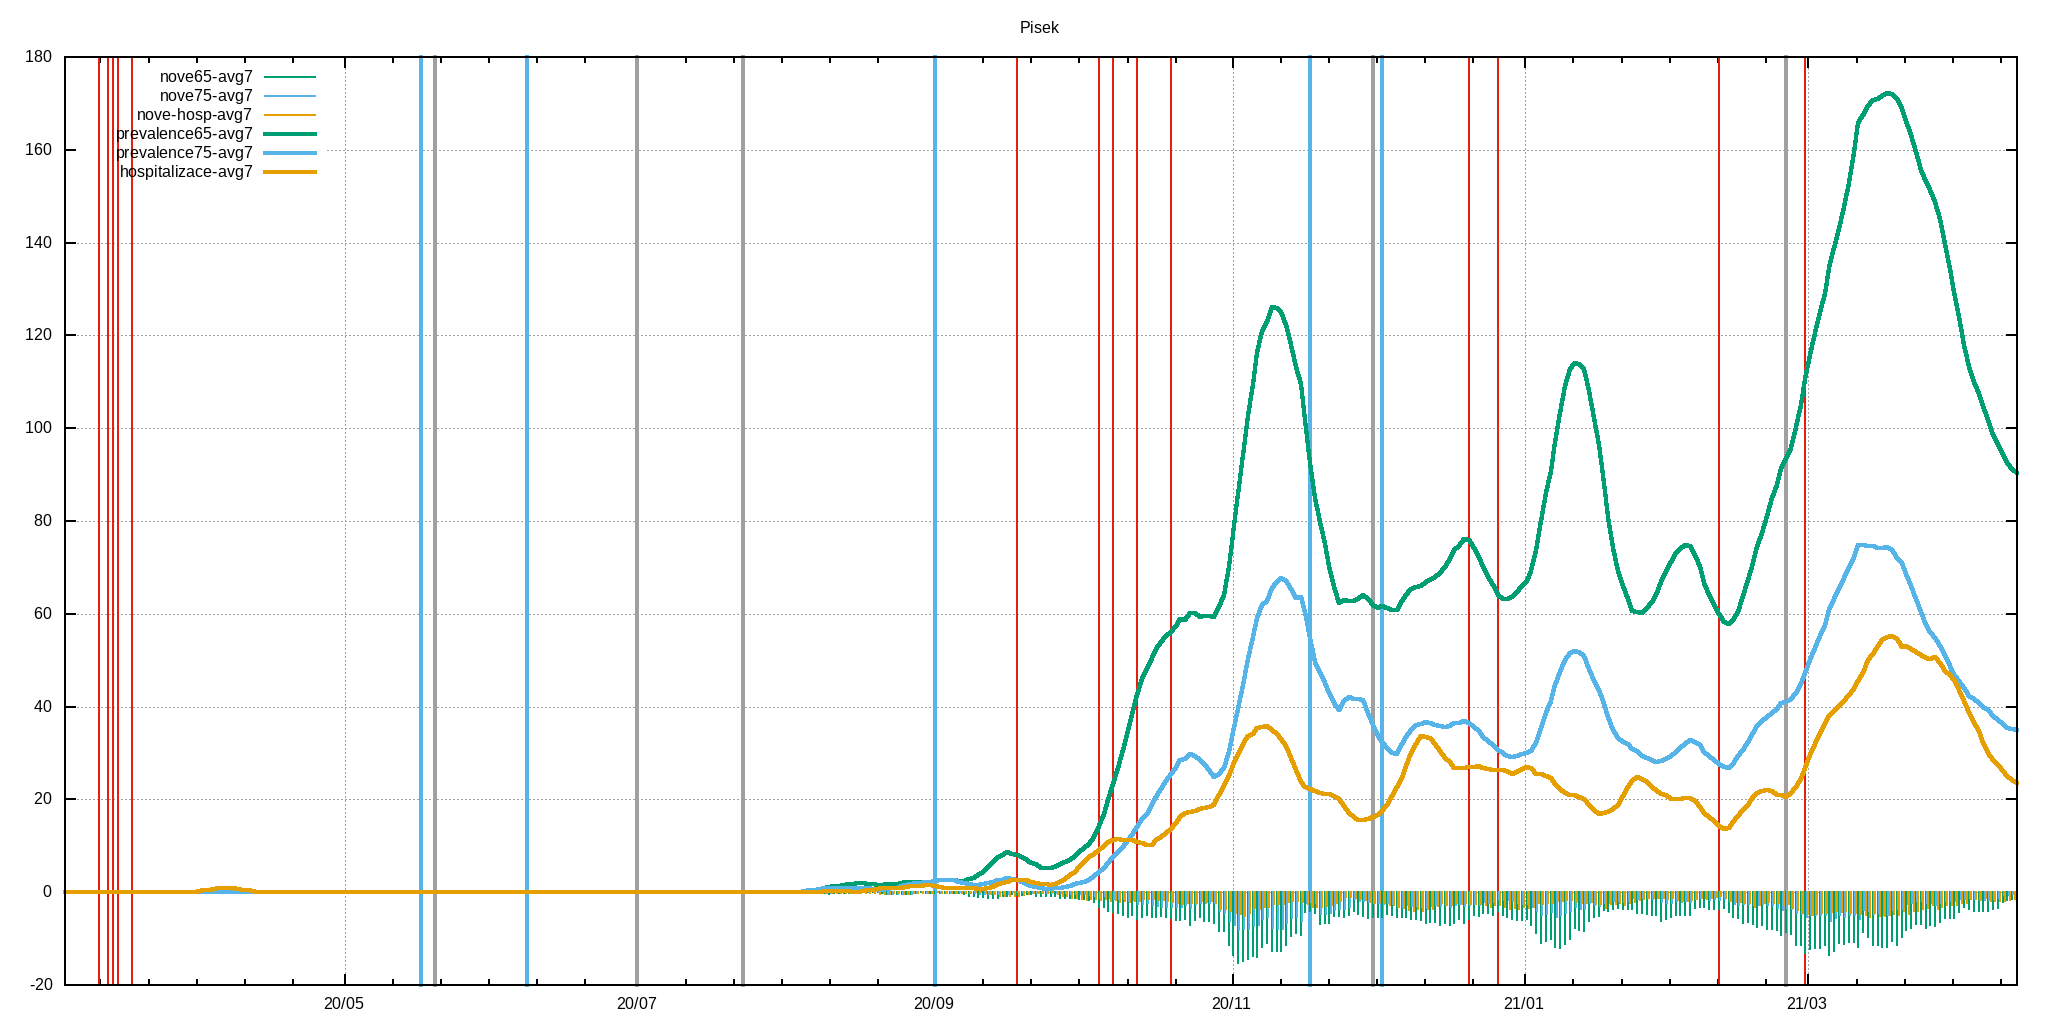 Pisek
nove65-avg7
nove75-avg7
nove-hosp-avg7
prevalence65-avg7
prevalence75-avg7
hospitalizace-avg7
180
160
140
120
100
80
60
40
20
0
-20
20/05 20/07 20/09 20/11 21/01 21/03